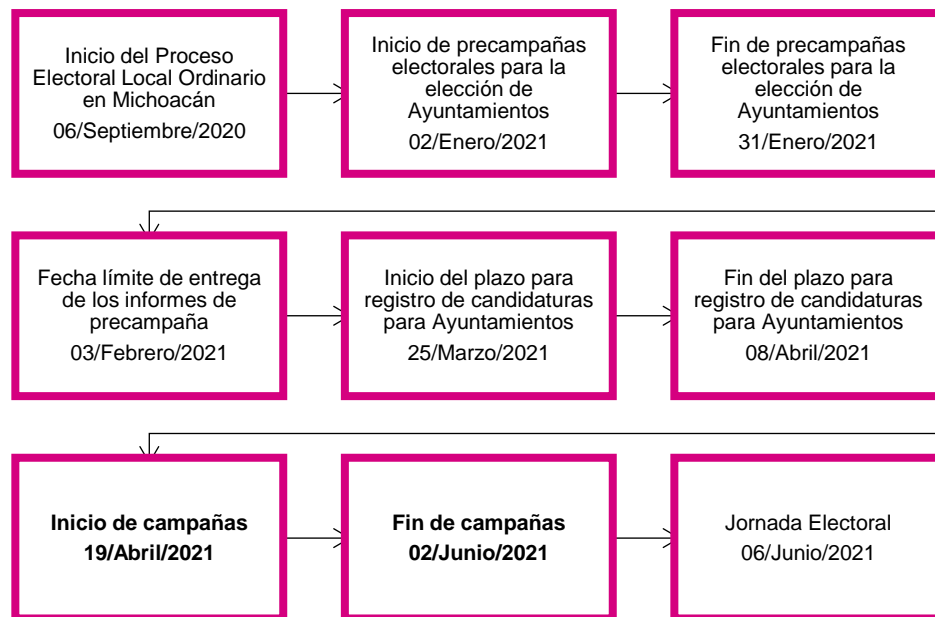 Inicio del Proceso
Electoral Local Ordinario
en Michoacán
06/Septiembre/2020
Inicio de precampañas
electorales para la
elección de
Ayuntamientos
02/Enero/2021
Fin de precampañas
electorales para la
elección de
Ayuntamientos
31/Enero/2021
Fecha límite de entrega
de los informes de
precampaña
03/Febrero/2021
Inicio del plazo para
registro de candidaturas
para Ayuntamientos
25/Marzo/2021
Fin del plazo para
registro de candidaturas
para Ayuntamientos
08/Abril/2021
Inicio de campañas
19/Abril/2021
Fin de campañas
02/Junio/2021
Jornada Electoral
06/Junio/2021